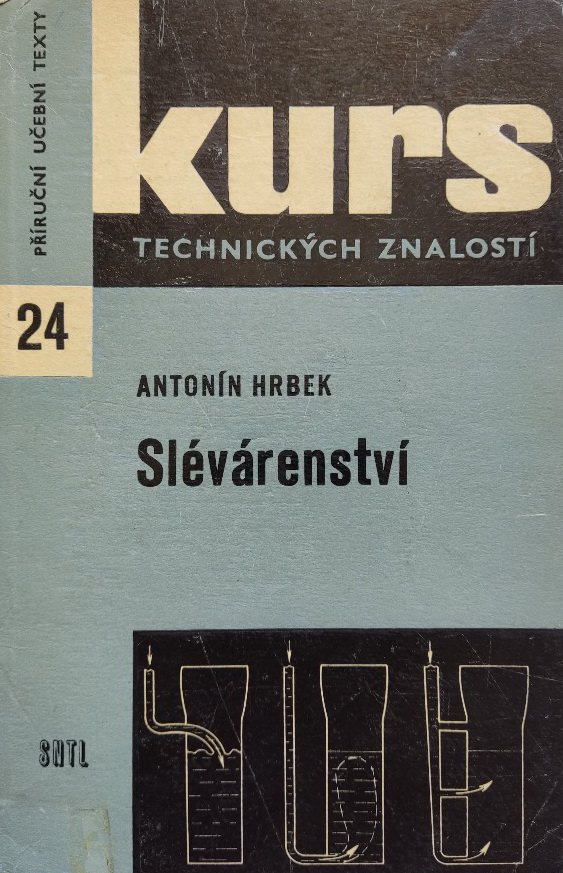 PŘÍRUČNÍ UČEBNÍ TEXTY
kurs
TECHNICKÝCH ZNALOSTÍ
24
ANTONÍN HRBEK
Slévárenství
SNTL